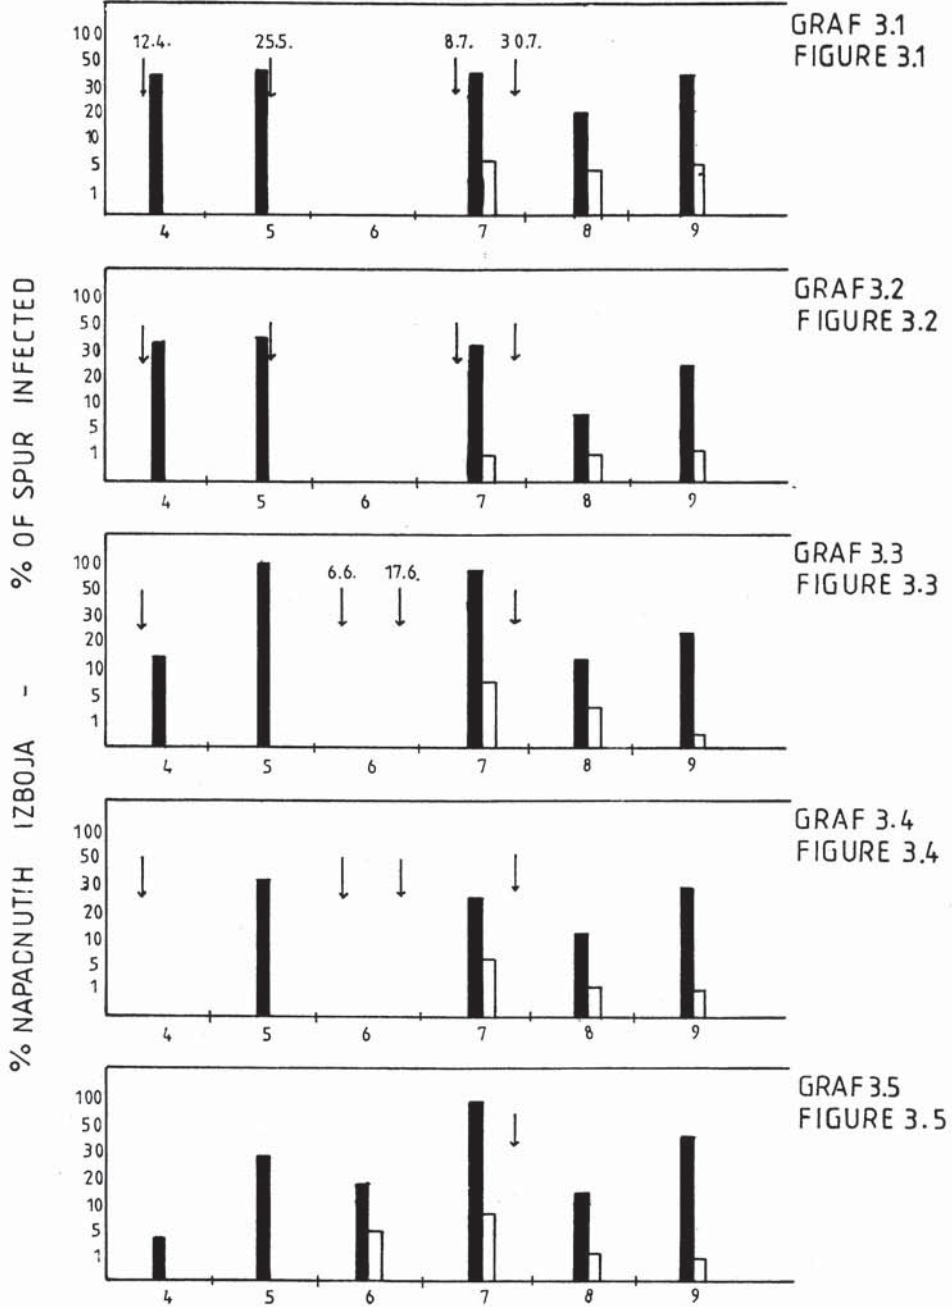 % NAPADNUTIH IZBOJA - % OF SPUR INFECTED
GRAF 3.1
FIGURE 3.1
100
50
30
20
10
5
1
12.4.
25.5.
8.7.
30.7.
4 5 6 7 8 9
GRAF 3.2
FIGURE 3.2
100
50
30
20
10
5
1
4 5 6 7 8 9
GRAF 3.3
FIGURE 3.3
100
50
30
20
10
5
1
6.6.
17.6.
4 5 6 7 8 9
GRAF 3.4
FIGURE 3.4
100
50
30
20
10
5
1
4 5 6 7 8 9
GRAF 3.5
FIGURE 3.5
100
50
30
20
10
5
1
4 5 6 7 8 9